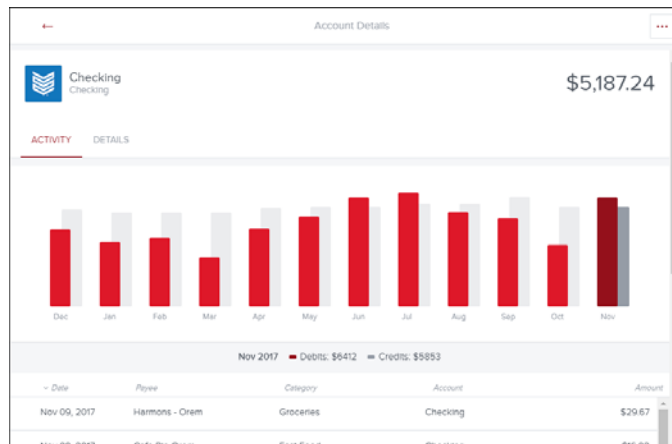 ← Account Details •••
Checking
Checking
$5,187.24
ACTIVITY DETAILS
Dec Jan Feb Mar Apr May Jun Jul Aug Sep Oct Nov
Nov 2017 Debits: $6412 Credits: $5853
Date Payee Category Account Amount
Nov 09, 2017 Harmons - Orem Groceries Checking $29.67